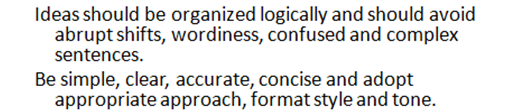 Ideas should be organized logically and should avoid
abrupt shifts, wordiness, confused and complex
sentences.
Be simple, clear, accurate, concise and adopt
appropriate approach, format style and tone.